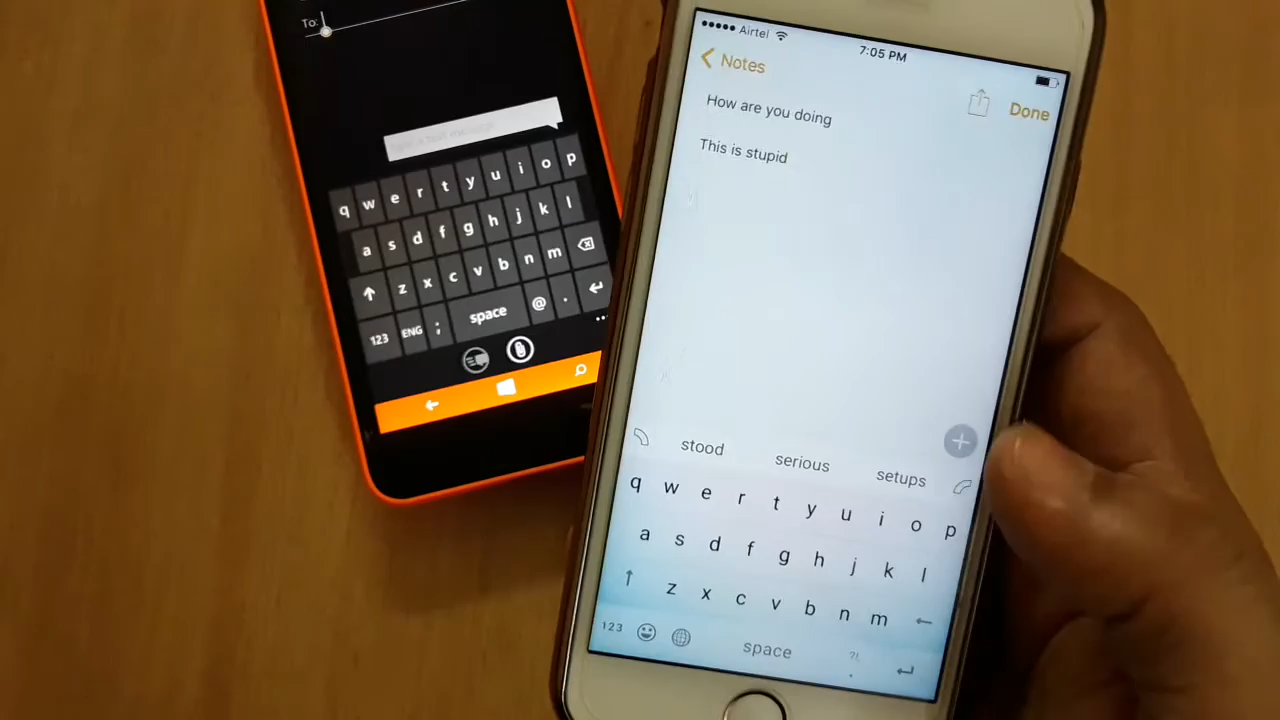 To:
q w e r t y u i o p
a s d f g h j k l
z x c v b n m
123 ENG ; space @ .
Airtel 7:05 PM
Notes
Done
How are you doing
This is stupid
stood serious setups
q w e r t y u i o p
a s d f g h j k l
z x c v b n m
123 space ?! .